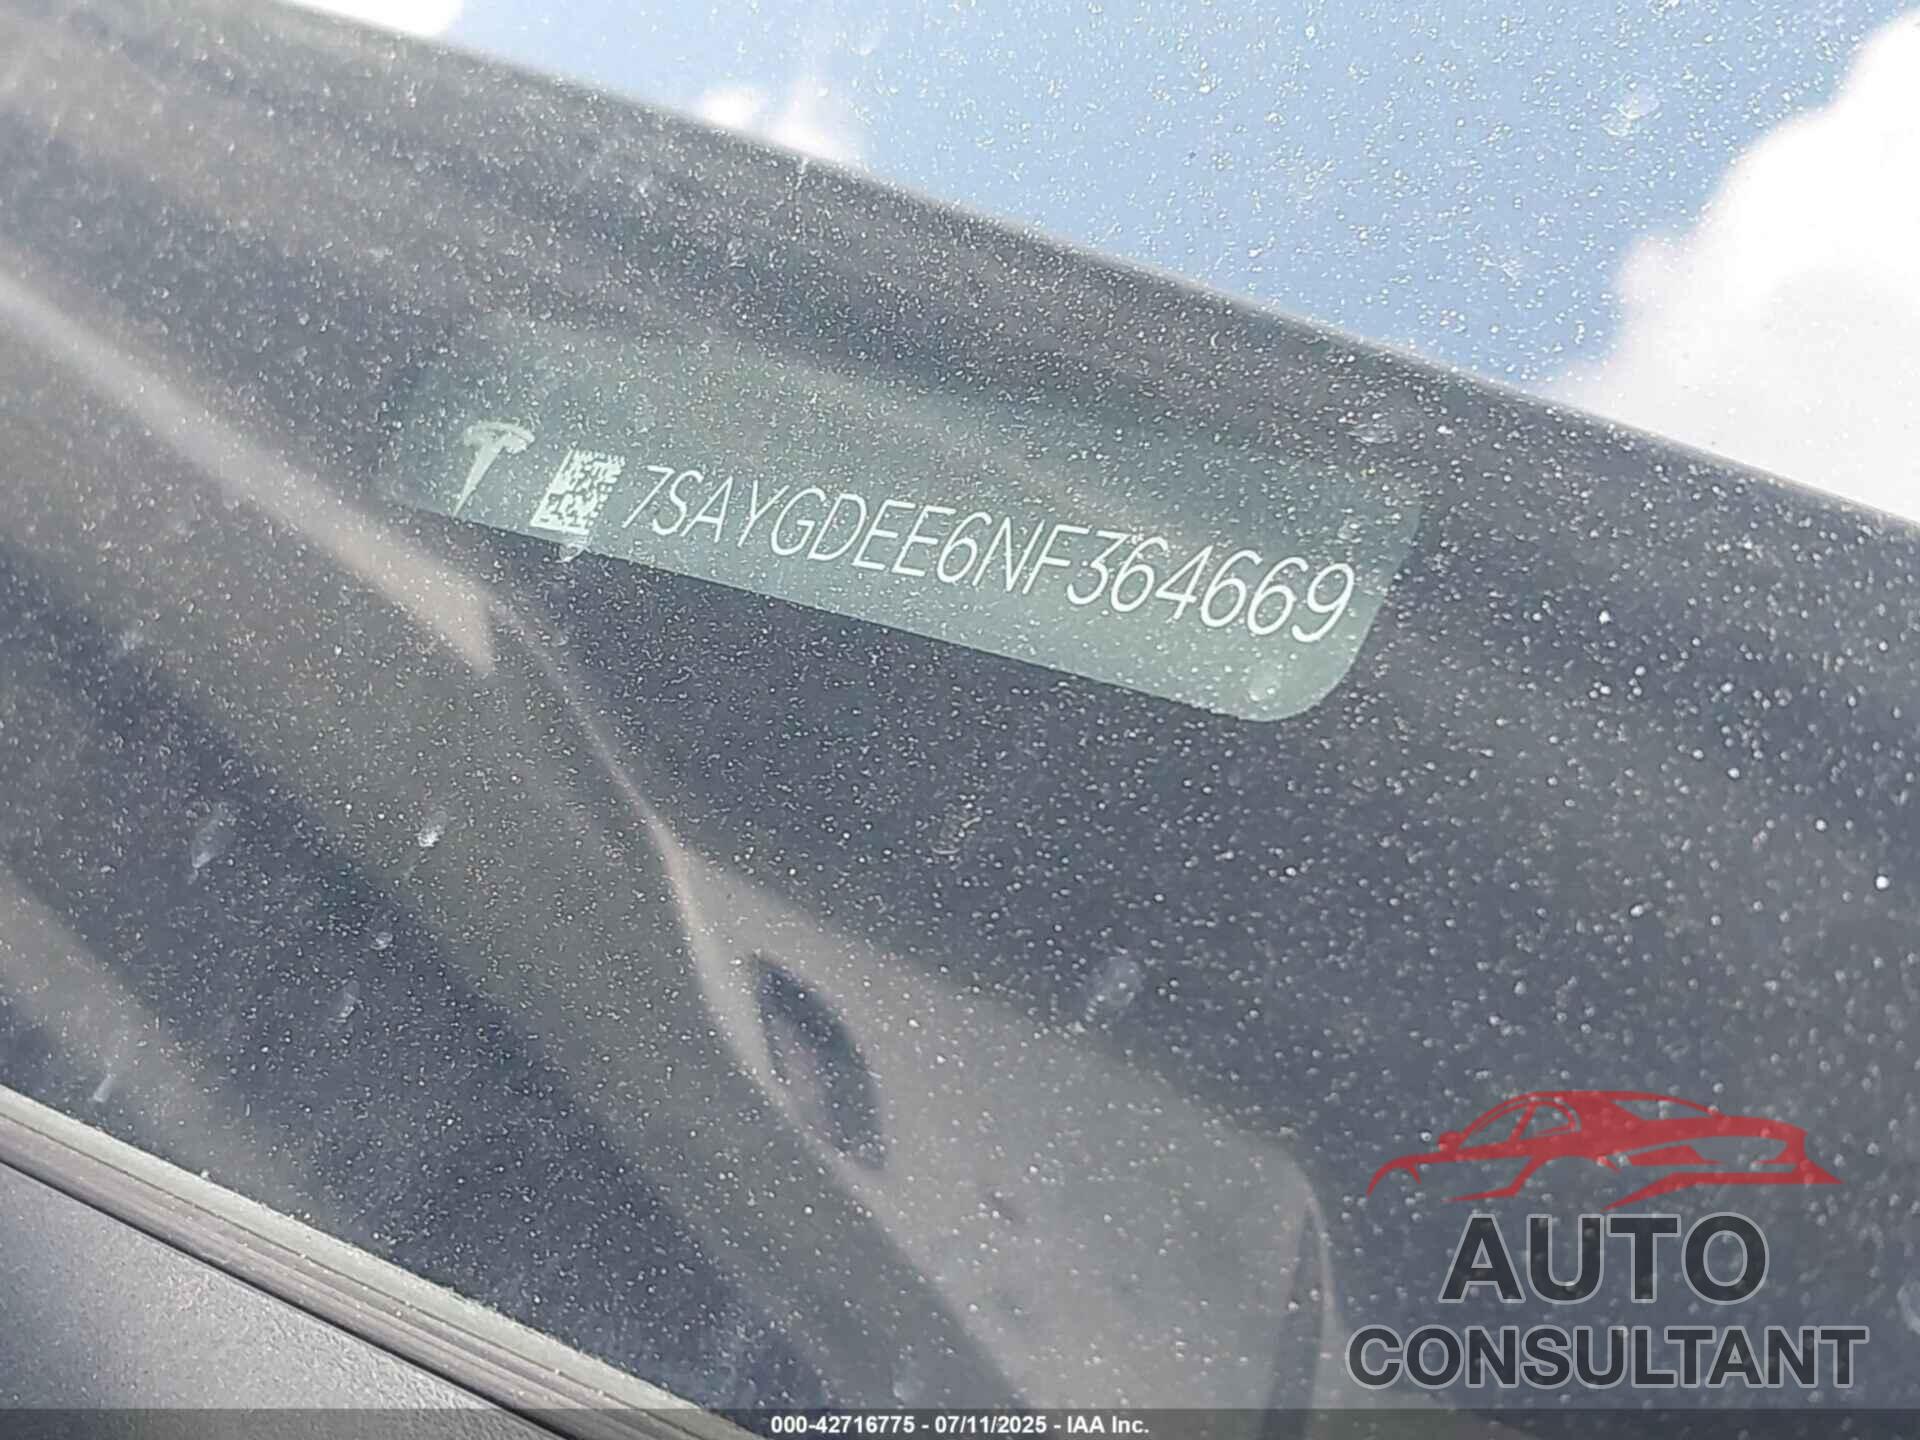 7SAYGDEE6NF364669
AUTO
CONSULTANT
000-42716775 - 07/11/2025 - IAA Inc.